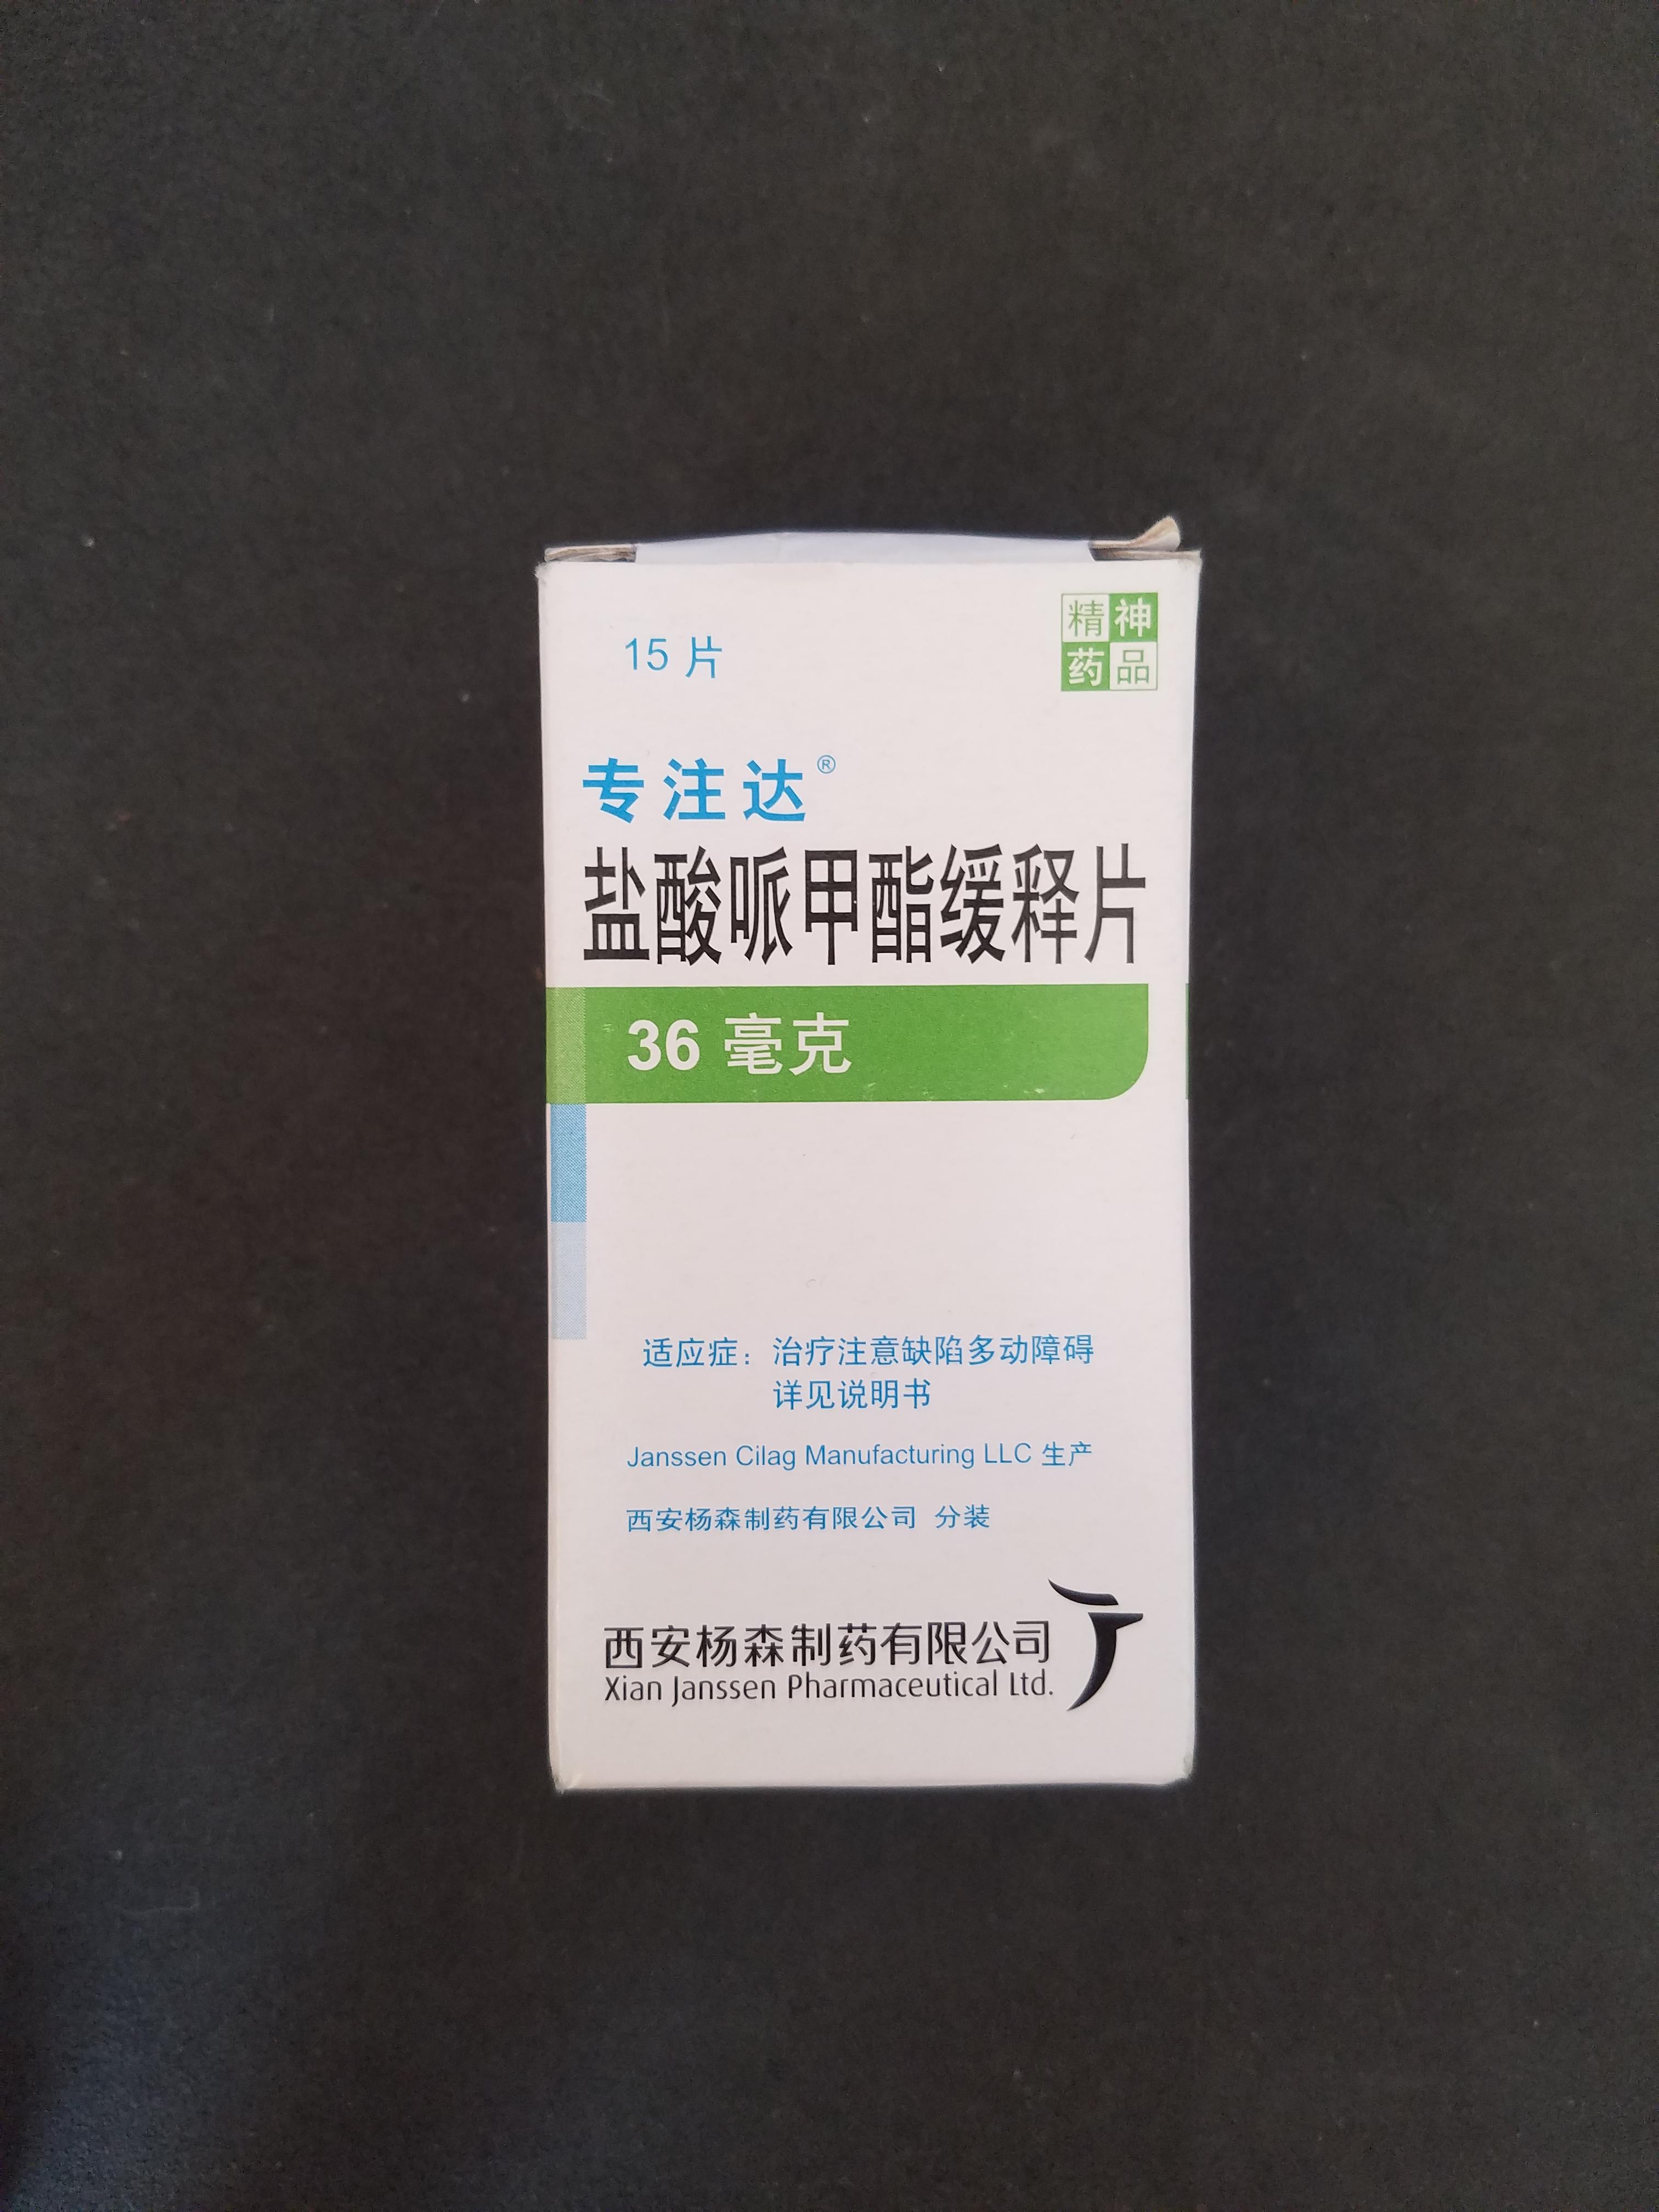 15 片
精神
药品
专注达®
盐酸哌甲酯缓释片
36 毫克
适应症：治疗注意缺陷多动障碍
详见说明书
Janssen Cilag Manufacturing LLC 生产
西安杨森制药有限公司 分装
西安杨森制药有限公司
Xian Janssen Pharmaceutical Ltd.